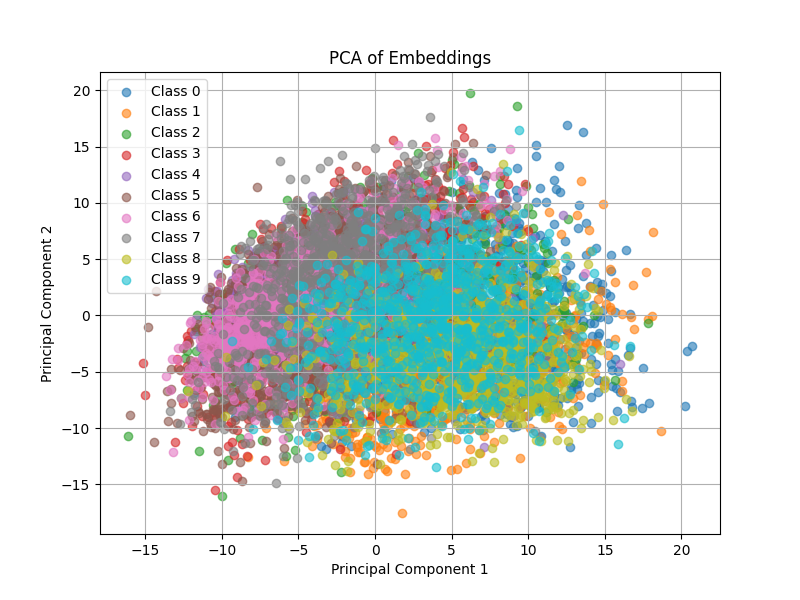 PCA of Embeddings
Class 0
Class 1
Class 2
Class 3
Class 4
Class 5
Class 6
Class 7
Class 8
Class 9
20
15
10
5
0
−5
−10
−15
Principal Component 2
−15 −10 −5 0 5 10 15 20
Principal Component 1